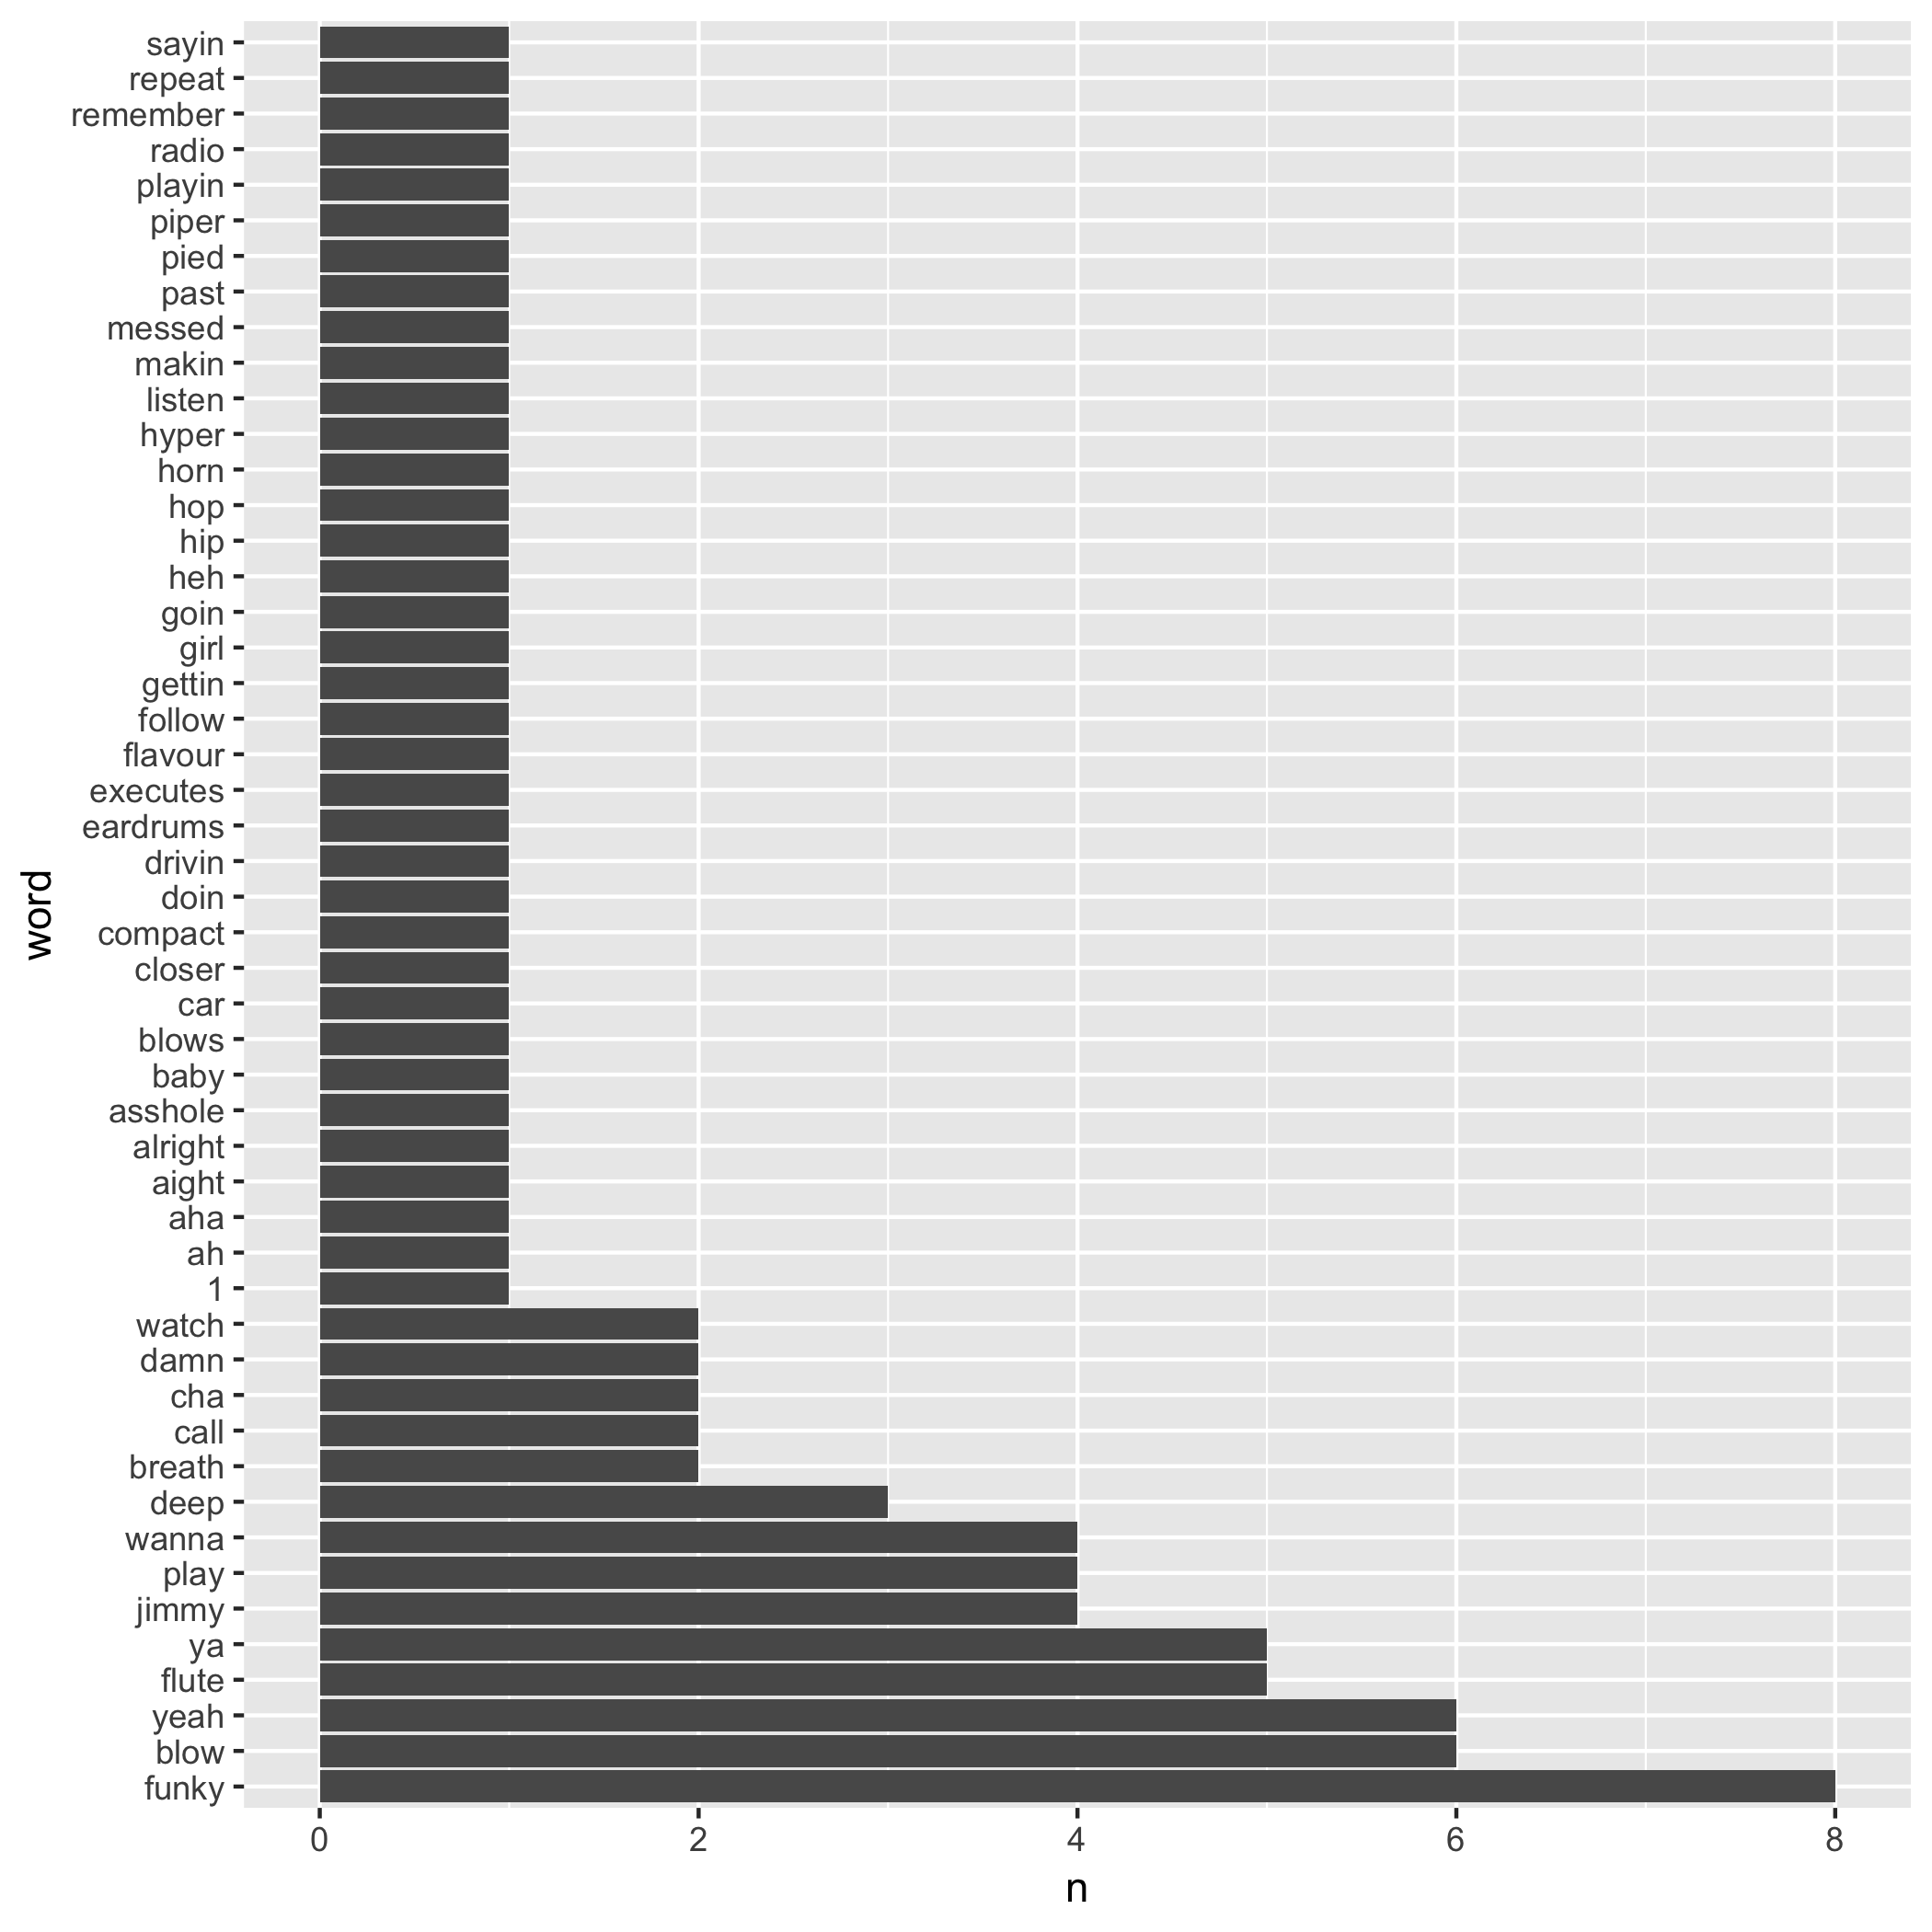 sayin
repeat
remember
radio
playin
piper
pied
past
messed
makin
listen
hyper
horn
hop
hip
heh
goin
girl
gettin
follow
flavour
executes
eardrums
drivin
doin
compact
closer
car
blows
baby
asshole
alright
aight
aha
ah
1
watch
damn
cha
call
breath
deep
wanna
play
jimmy
ya
flute
yeah
blow
funky
word
0 2 4 6 8
n